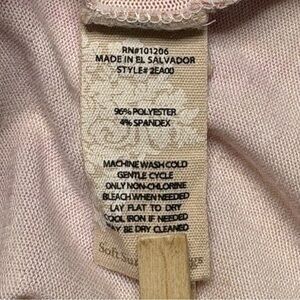 RN#101206
MADE IN EL SALVADOR
STYLE# 2EA00
96% POLYESTER
4% SPANDEX
MACHINE WASH COLD
GENTLE CYCLE
ONLY NON-CHLORINE
BLEACH WHEN NEEDED
LAY FLAT TO DRY
COOL IRON IF NEEDED
MAY BE DRY CLEANED
Soft